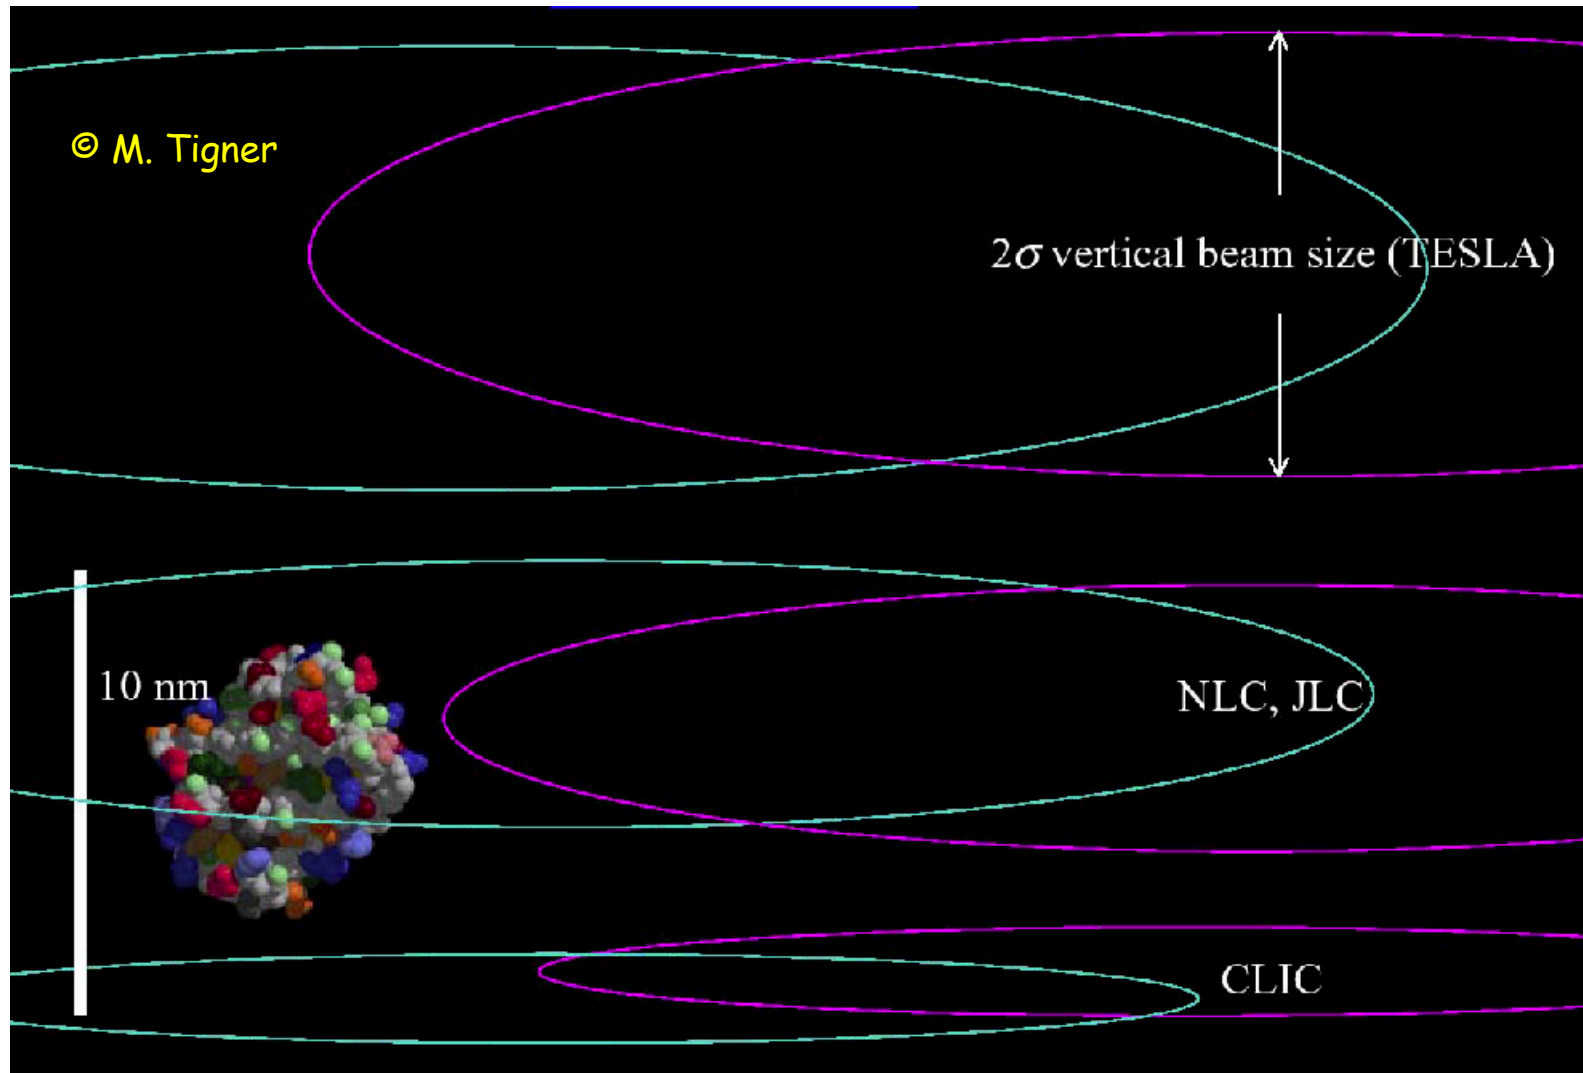 © M. Tigner
2σ vertical beam size (TESLA)
10 nm
NLC, JLC
CLIC